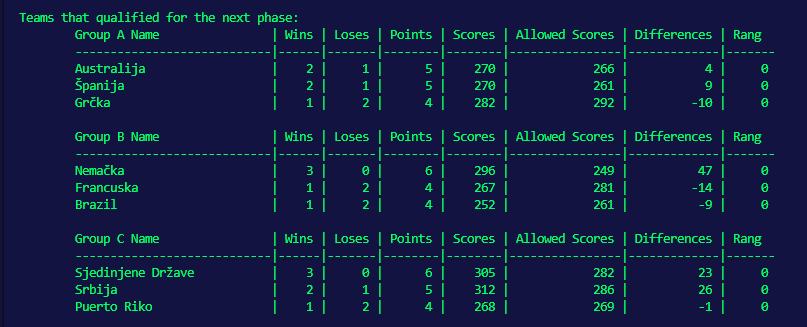 Teams that qualified for the next phase:
Group A Name | Wins | Loses | Points | Scores | Allowed Scores | Differences | Rang
----------------------------|------|-------|--------|--------|----------------|-------------|-------
Australija | 2 | 1 | 5 | 270 | 266 | 4 | 0
Španija | 2 | 1 | 5 | 270 | 261 | 9 | 0
Grčka | 1 | 2 | 4 | 282 | 292 | -10 | 0
Group B Name | Wins | Loses | Points | Scores | Allowed Scores | Differences | Rang
----------------------------|------|-------|--------|--------|----------------|-------------|-------
Nemačka | 3 | 0 | 6 | 296 | 249 | 47 | 0
Francuska | 1 | 2 | 4 | 267 | 281 | -14 | 0
Brazil | 1 | 2 | 4 | 252 | 261 | -9 | 0
Group C Name | Wins | Loses | Points | Scores | Allowed Scores | Differences | Rang
----------------------------|------|-------|--------|--------|----------------|-------------|-------
Sjedinjene Države | 3 | 0 | 6 | 305 | 282 | 23 | 0
Srbija | 2 | 1 | 5 | 312 | 286 | 26 | 0
Puerto Riko | 1 | 2 | 4 | 268 | 269 | -1 | 0